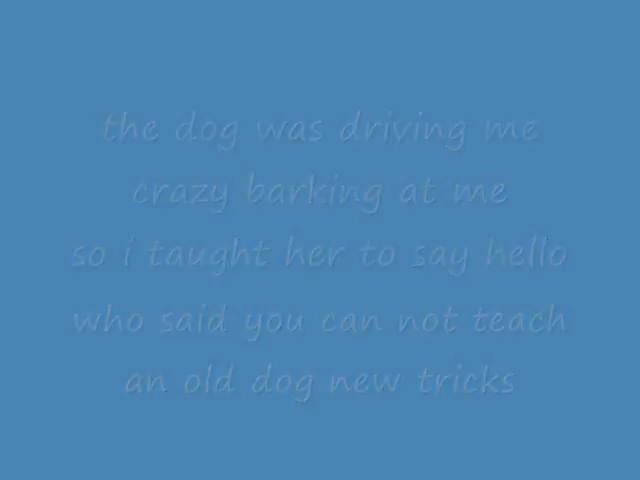 the dog was driving me
crazy barking at me
so i taught her to say hello
who said you can not teach
an old dog new tricks